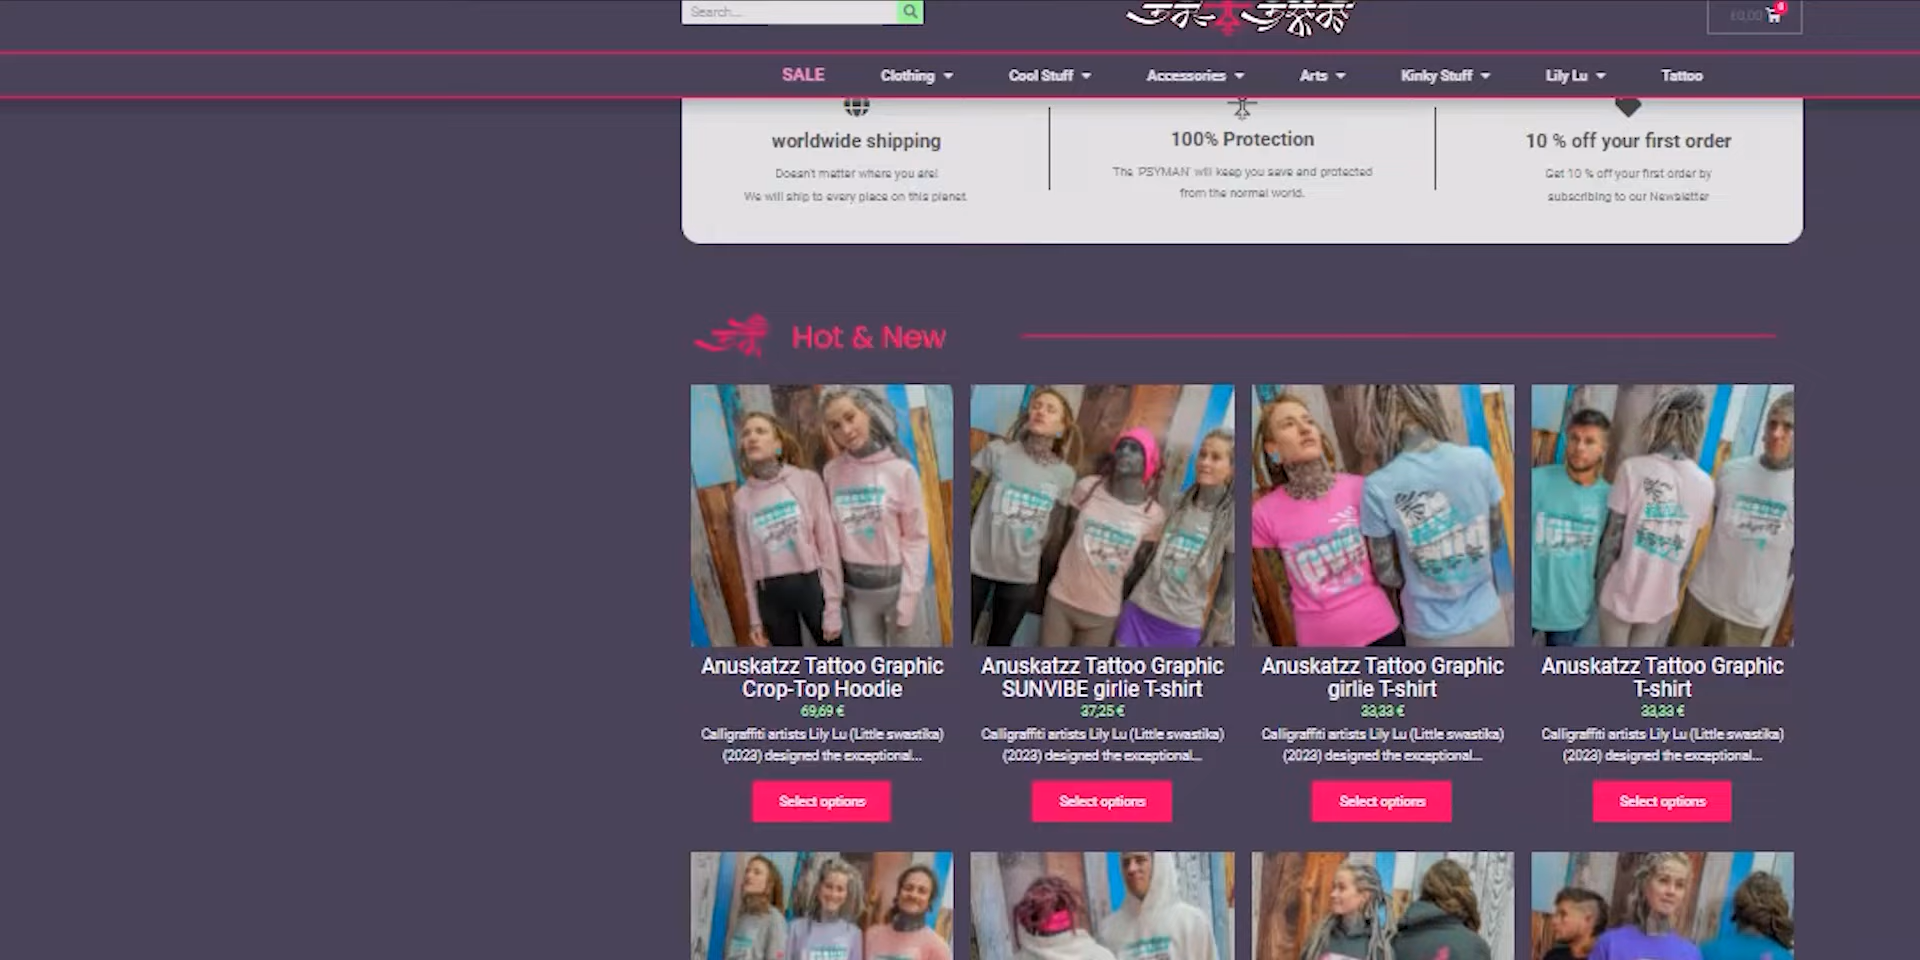 Search...
£0,00
0
SALE
Clothing
Cool Stuff
Accessories
Arts
Kinky Stuff
Lily Lu
Tattoo
worldwide shipping
Doesn't matter where you are!
We will ship to every place on this planet.
100% Protection
The 'PSYMAN' will keep you save and protected
from the normal world.
10 % off your first order
Get 10 % off your first order by
subscribing to our Newsletter
Hot & New
Anuskatzz Tattoo Graphic
Crop-Top Hoodie
69,69 €
Calligraffiti artists Lily Lu (Little swastika)
(2023) designed the exceptional...
Select options
Anuskatzz Tattoo Graphic
SUNVIBE girlie T-shirt
37,25 €
Calligraffiti artists Lily Lu (Little swastika)
(2023) designed the exceptional...
Select options
Anuskatzz Tattoo Graphic
girlie T-shirt
33,33 €
Calligraffiti artists Lily Lu (Little swastika)
(2023) designed the exceptional...
Select options
Anuskatzz Tattoo Graphic
T-shirt
33,33 €
Calligraffiti artists Lily Lu (Little swastika)
(2023) designed the exceptional...
Select options